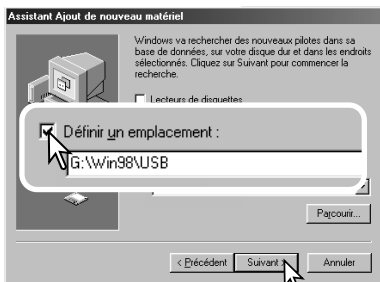 Assistant Ajout de nouveau matériel
Windows va rechercher des nouveaux pilotes dans sa
base de données, sur votre disque dur et dans les endroits
sélectionnés. Cliquez sur Suivant pour commencer la
recherche.
Lecteurs de disquettes
Définir un emplacement :
G:\Win98\USB
Parcourir...
< Précédent
Suivant >
Annuler